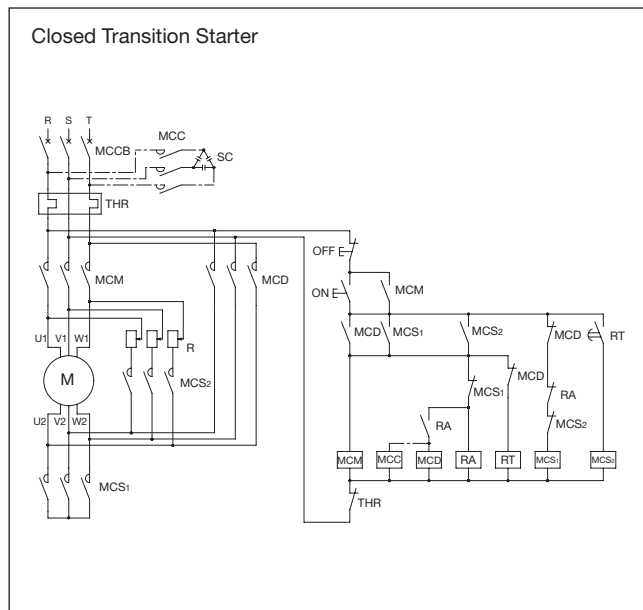 Closed Transition Starter
R S T
MCC
MCCB
SC
THR
OFF
MCM
MCD
ON
MCM
U1 V1 W1
R
MCD
MCS1
MCS2
MCD
RT
M
MCS2
MCS1
MCD
RA
U2 V2 W2
RA
MCS2
MCS1
MCM
MCC
MCD
RA
RT
MCS1
MCS2
THR